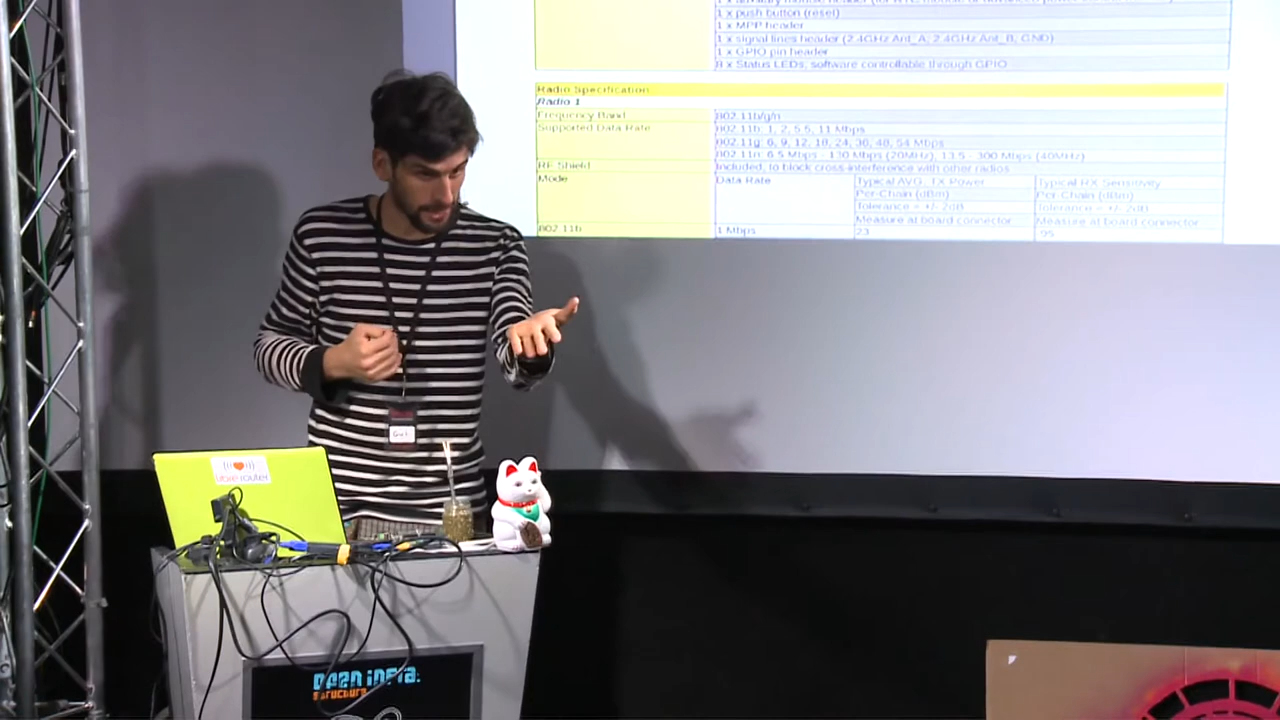 1 x push button (reset)
1 x MPP header
1 x signal lines header (2.4GHz Ant_A, 2.4GHz Ant_B, GND)
1 x GPIO pin header
8 x Status LEDs, software controllable through GPIO
Radio Specification
Radio 1
Frequency Band 802.11b/g/n
Supported Data Rate 802.11b: 1, 2, 5.5, 11 Mbps
802.11g: 6, 9, 12, 18, 24, 36, 48, 54 Mbps
802.11n: 6.5 Mbps - 130 Mbps (20MHz), 13.5 - 300 Mbps (40MHz)
RF Shield Included, to block cross-interference with other radios
Mode Data Rate Typical AVG. TX Power Typical RX Sensitivity
Per-Chain (dBm) Per-Chain (dBm)
Tolerance = +/- 2dB Tolerance = +/- 2dB
Measure at board connector Measure at board connector
802.11b 1 Mbps 23 -95
libre router
open infra:
structure